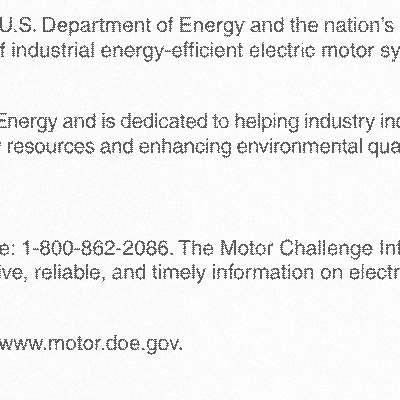 U.S. Department of Energy and the nation's
f industrial energy-efficient electric motor sy
Energy and is dedicated to helping industry inc
resources and enhancing environmental qua
e: 1-800-862-2086. The Motor Challenge Inf
ive, reliable, and timely information on electr
www.motor.doe.gov.